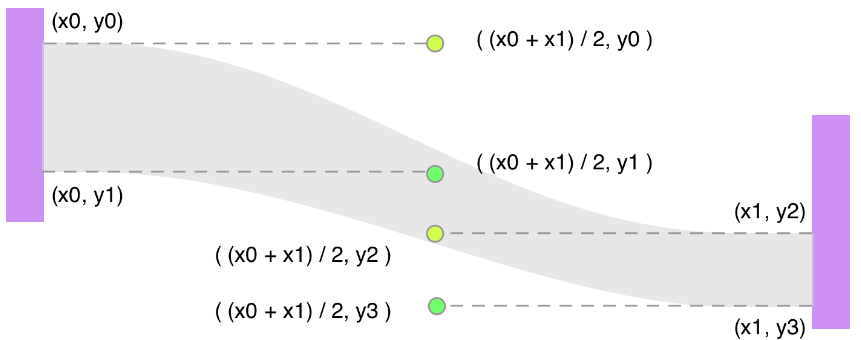 (x0, y0)
( (x0 + x1) / 2, y0 )
( (x0 + x1) / 2, y1 )
(x0, y1)
(x1, y2)
( (x0 + x1) / 2, y2 )
( (x0 + x1) / 2, y3 )
(x1, y3)